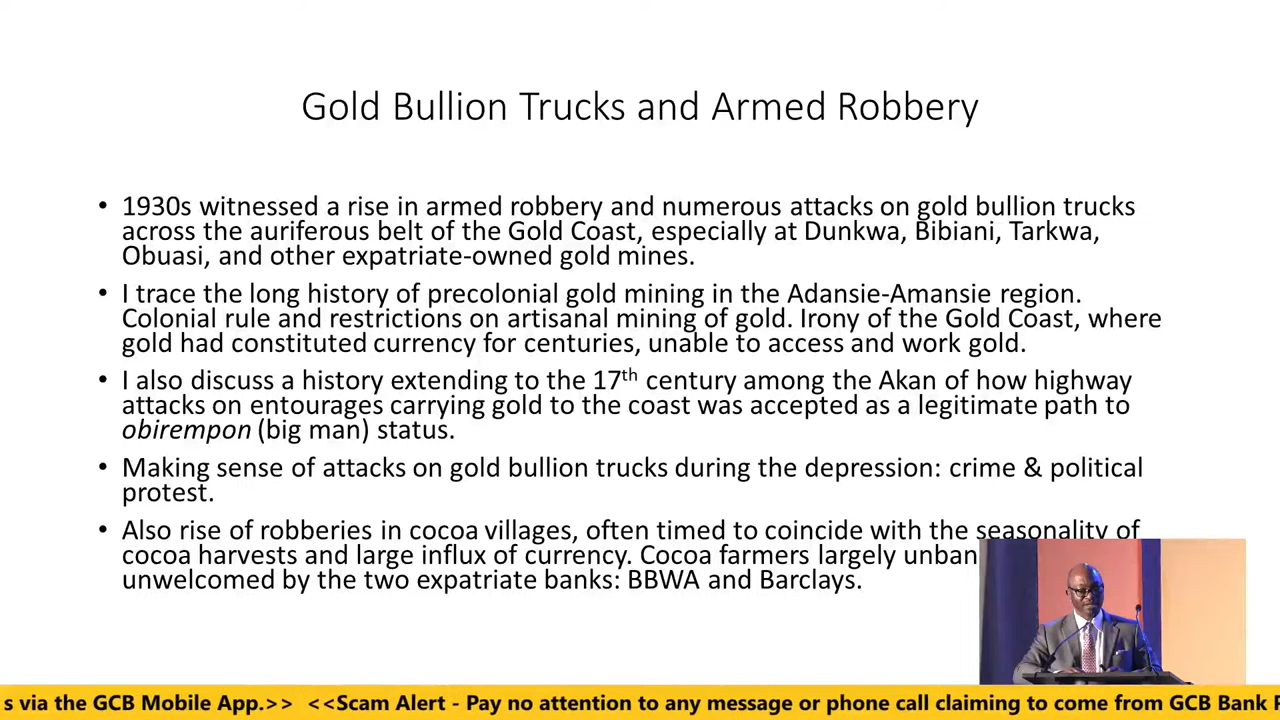 Gold Bullion Trucks and Armed Robbery
• 1930s witnessed a rise in armed robbery and numerous attacks on gold bullion trucks
across the auriferous belt of the Gold Coast, especially at Dunkwa, Bibiani, Tarkwa,
Obuasi, and other expatriate-owned gold mines.
• I trace the long history of precolonial gold mining in the Adansie-Amansie region.
Colonial rule and restrictions on artisanal mining of gold. Irony of the Gold Coast, where
gold had constituted currency for centuries, unable to access and work gold.
• I also discuss a history extending to the 17th century among the Akan of how highway
attacks on entourages carrying gold to the coast was accepted as a legitimate path to
obirempon (big man) status.
• Making sense of attacks on gold bullion trucks during the depression: crime & political
protest.
• Also rise of robberies in cocoa villages, often timed to coincide with the seasonality of
cocoa harvests and large influx of currency. Cocoa farmers largely unban
unwelcomed by the two expatriate banks: BBWA and Barclays.
s via the GCB Mobile App.>> <<Scam Alert - Pay no attention to any message or phone call claiming to come from GCB Bank